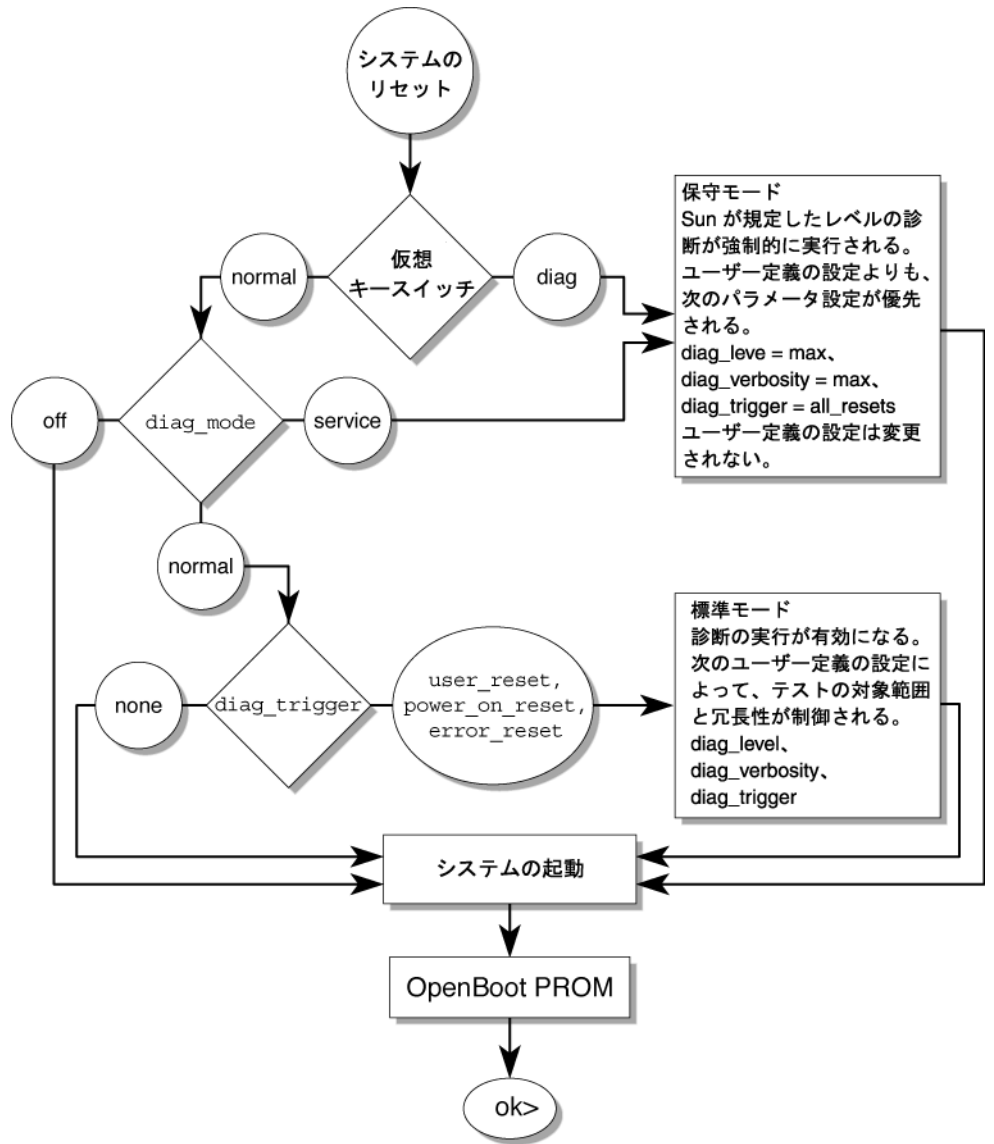 システムの
リセット
仮想
キースイッチ
normal
diag
保守モード
Sun が規定したレベルの診
断が強制的に実行される。
ユーザー定義の設定よりも、
次のパラメータ設定が優先
される。
diag_leve = max、
diag_verbosity = max、
diag_trigger = all_resets
ユーザー定義の設定は変更
されない。
off
diag_mode
service
normal
none
diag_trigger
user_reset,
power_on_reset,
error_reset
標準モード
診断の実行が有効になる。
次のユーザー定義の設定に
よって、テストの対象範囲
と冗長性が制御される。
diag_level、
diag_verbosity、
diag_trigger
システムの起動
OpenBoot PROM
ok>